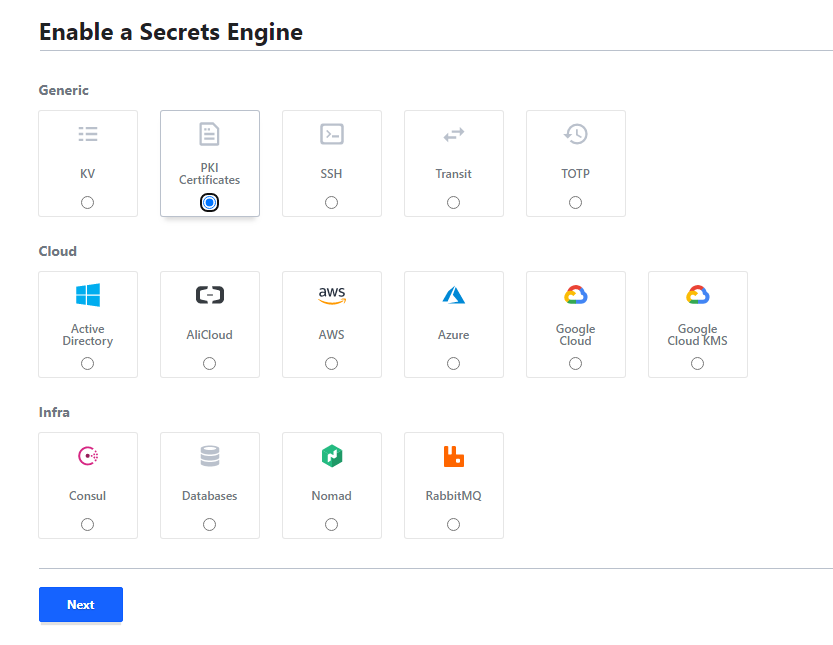 Enable a Secrets Engine
Generic
KV
PKI
Certificates
SSH
Transit
TOTP
Cloud
Active
Directory
AliCloud
aws
AWS
Azure
Google
Cloud
Google
Cloud KMS
Infra
Consul
Databases
Nomad
RabbitMQ
Next